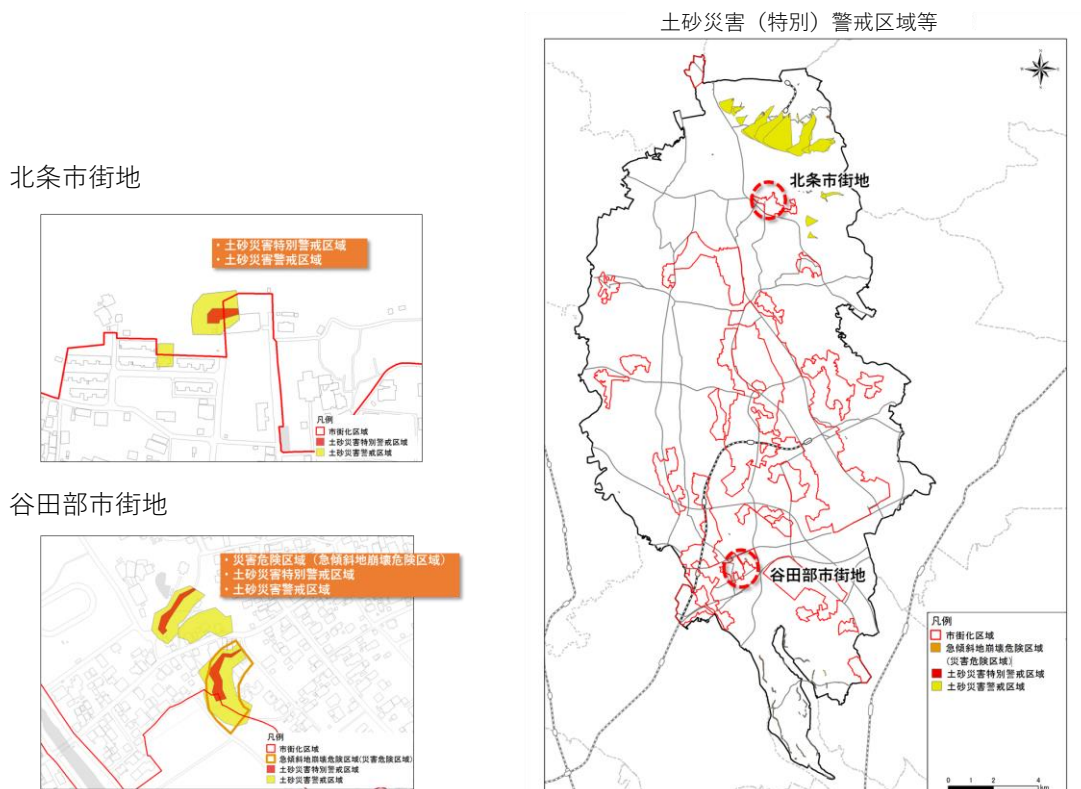 土砂災害(特別)警戒区域等
北条市街地
・土砂災害特別警戒区域
・土砂災害警戒区域
凡例
市街化区域
土砂災害特別警戒区域
土砂災害警戒区域
谷田部市街地
・災害危険区域(急傾斜地崩壊危険区域)
・土砂災害特別警戒区域
・土砂災害警戒区域
凡例
市街化区域
急傾斜地崩壊危険区域(災害危険区域)
土砂災害特別警戒区域
土砂災害警戒区域
北条市街地
谷田部市街地
凡例
市街化区域
急傾斜地崩壊危険区域
(災害危険区域)
土砂災害特別警戒区域
土砂災害警戒区域
0 1 2 4
km